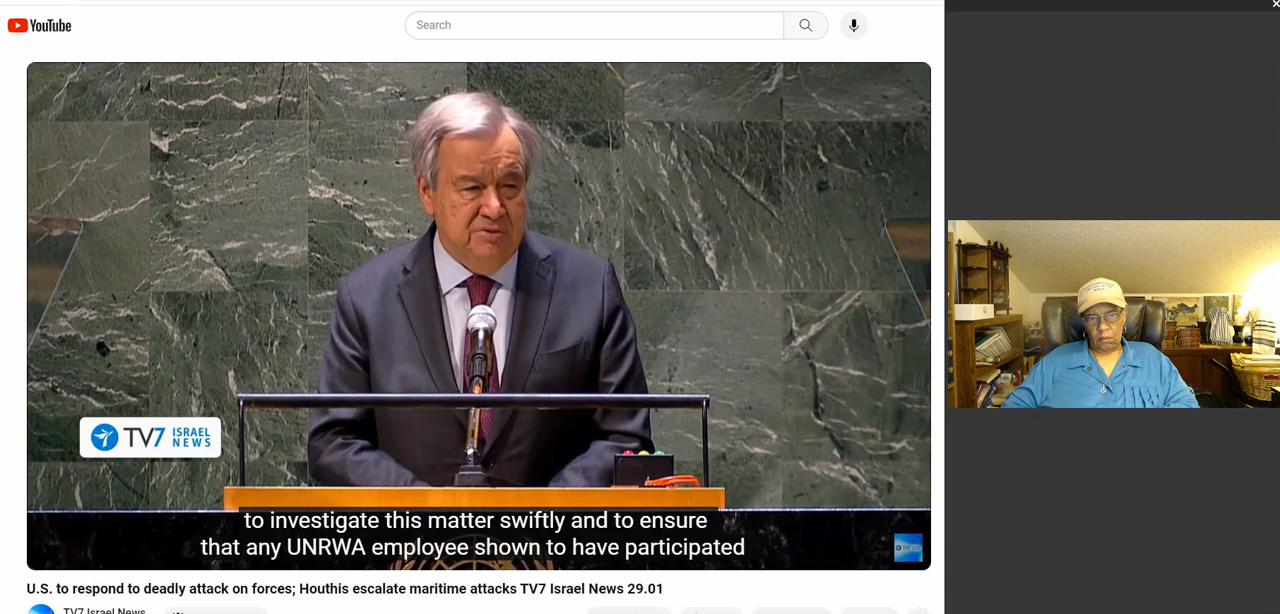 YouTube
Search
TV7 ISRAEL
NEWS
to investigate this matter swiftly and to ensure
that any UNRWA employee shown to have participated
U.S. to respond to deadly attack on forces; Houthis escalate maritime attacks TV7 Israel News 29.01
TV7 Israel News